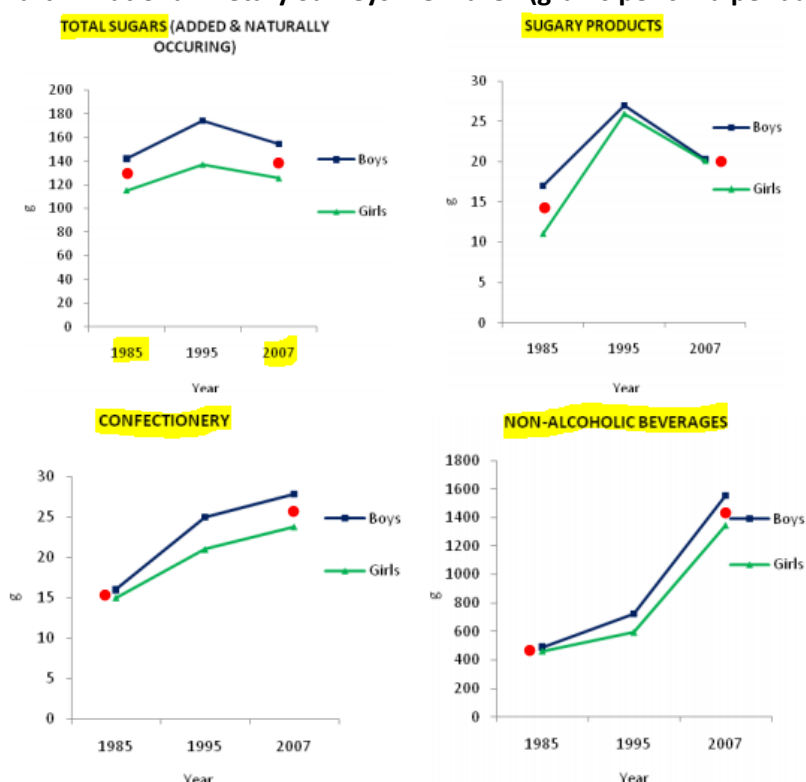 TOTAL SUGARS (ADDED & NATURALLY
OCCURING)
200
180
160
140
120
100
80
60
40
20
0
g
Boys
Girls
1985 1995 2007
Year
SUGARY PRODUCTS
30
25
20
15
10
5
0
g
Boys
Girls
1985 1995 2007
Year
CONFECTIONERY
30
25
20
15
10
5
0
g
Boys
Girls
1985 1995 2007
Year
NON-ALCOHOLIC BEVERAGES
1800
1600
1400
1200
1000
800
600
400
200
0
g
Boys
Girls
1985 1995 2007
Year